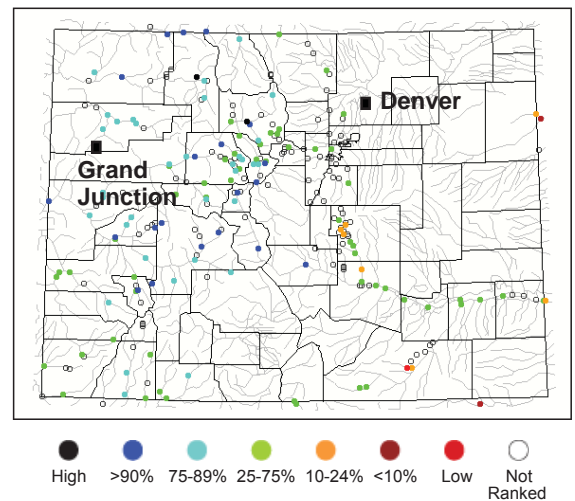 Denver
Grand
Junction
High
>90%
75-89%
25-75%
10-24%
<10%
Low
Not
Ranked